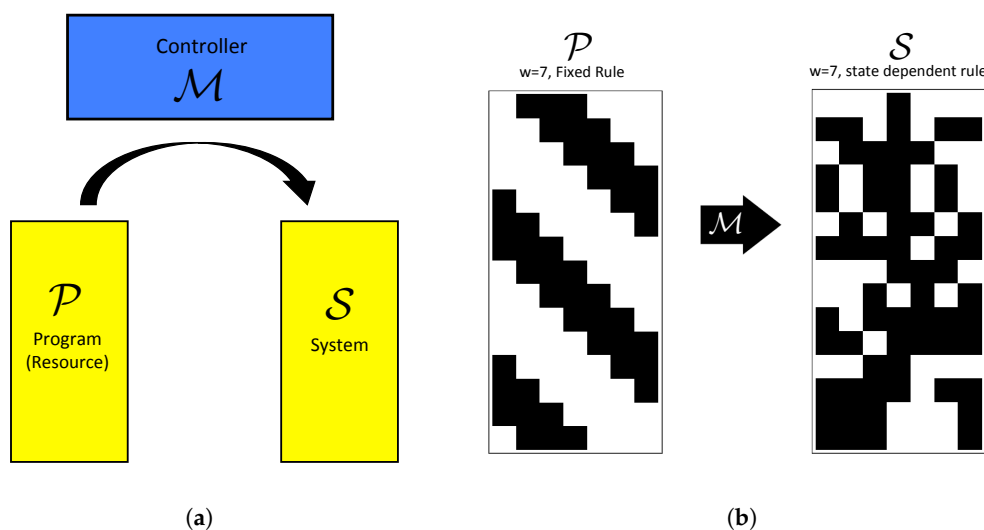 Controller
ℳ
𝒫
Program
(Resource)
𝒮
System
(a)
𝒫
w=7, Fixed Rule
ℳ
𝒮
w=7, state dependent rule
(b)